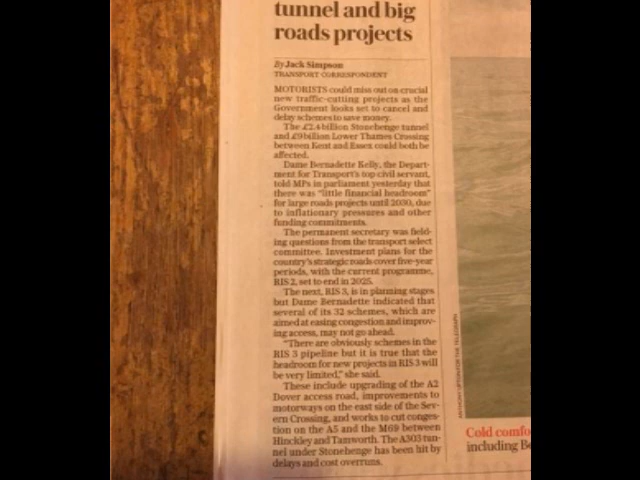 tunnel and big
roads projects
By Jack Simpson
TRANSPORT CORRESPONDENT
MOTORISTS could miss out on crucial
new traffic-cutting projects as the
Government looks set to cancel and
delay schemes to save money.
The £2.4billion Stonehenge tunnel
and £9billion Lower Thames Crossing
between Kent and Essex could both be
affected.
Dame Bernadette Kelly, the Depart-
ment for Transport's top civil servant,
told MPs in parliament yesterday that
there was "little financial headroom"
for large roads projects until 2030, due
to inflationary pressures and other
funding commitments.
The permanent secretary was field-
ing questions from the transport select
committee. Investment plans for the
country's strategic roads cover five-year
periods, with the current programme,
RIS 2, set to end in 2025.
The next, RIS 3, is in planning stages
but Dame Bernadette indicated that
several of its 32 schemes, which are
aimed at easing congestion and improv-
ing access, may not go ahead.
"There are obviously schemes in the
RIS 3 pipeline but it is true that the
headroom for new projects in RIS 3 will
be very limited," she said.
These include upgrading of the A2
Dover access road, improvements to
motorways on the east side of the Sev-
ern Crossing, and works to cut conges-
tion on the A5 and the M69 between
Hinckley and Tamworth. The A303 tun-
nel under Stonehenge has been hit by
delays and cost overruns.
FOR THE TELEGRAPH
Cold comfo
including Be